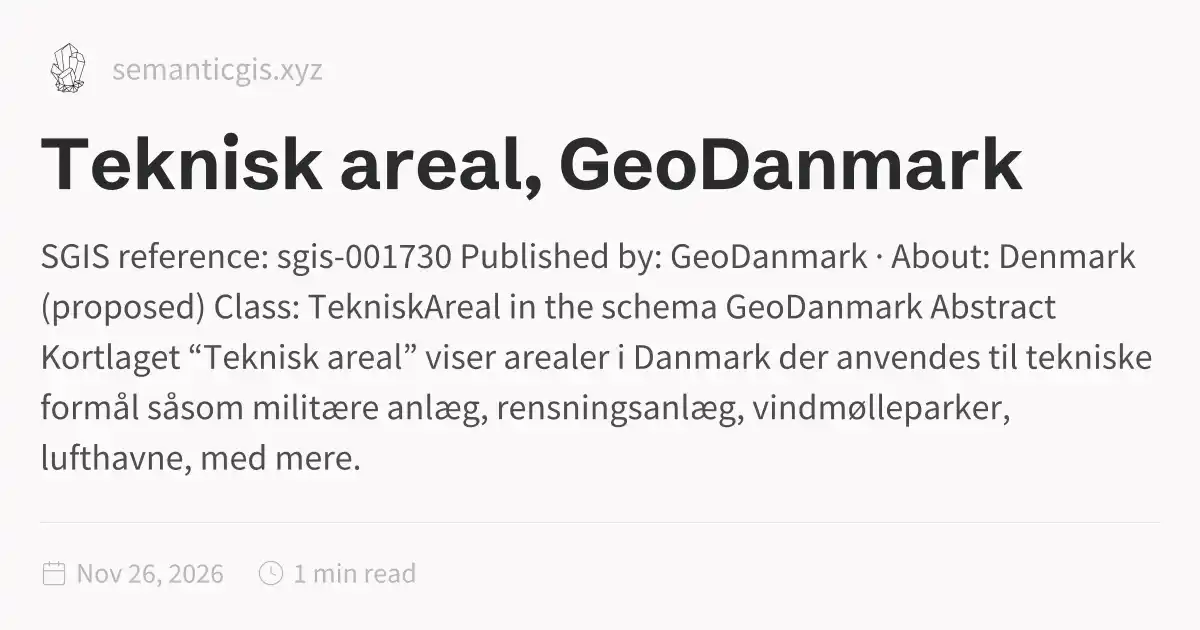 semanticgis.xyz
Teknisk areal, GeoDanmark
SGIS reference: sgis-001730 Published by: GeoDanmark · About: Denmark
(proposed) Class: TekniskAreal in the schema GeoDanmark Abstract
Kortlaget “Teknisk areal” viser arealer i Danmark der anvendes til tekniske
formål såsom militære anlæg, rensningsanlæg, vindmølleparker,
lufthavne, med mere.
Nov 26, 2026 1 min read